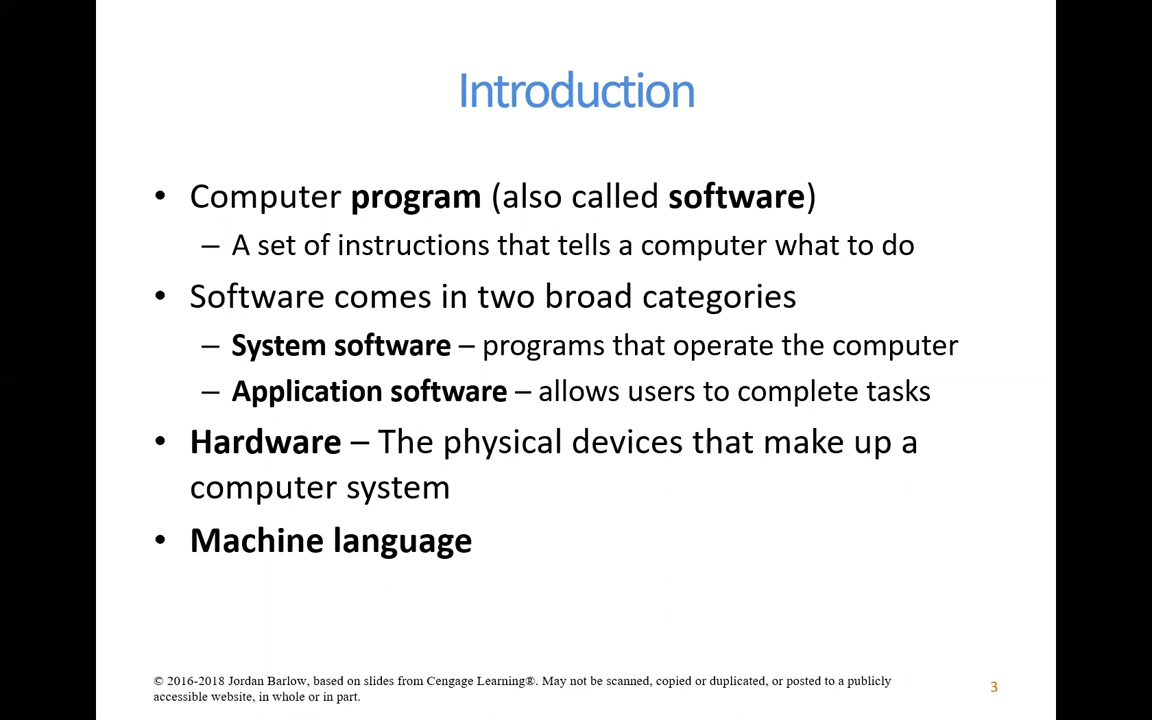 Introduction
• Computer program (also called software)
– A set of instructions that tells a computer what to do
• Software comes in two broad categories
– System software – programs that operate the computer
– Application software – allows users to complete tasks
• Hardware – The physical devices that make up a
computer system
• Machine language
© 2016-2018 Jordan Barlow, based on slides from Cengage Learning®. May not be scanned, copied or duplicated, or posted to a publicly
accessible website, in whole or in part.
3